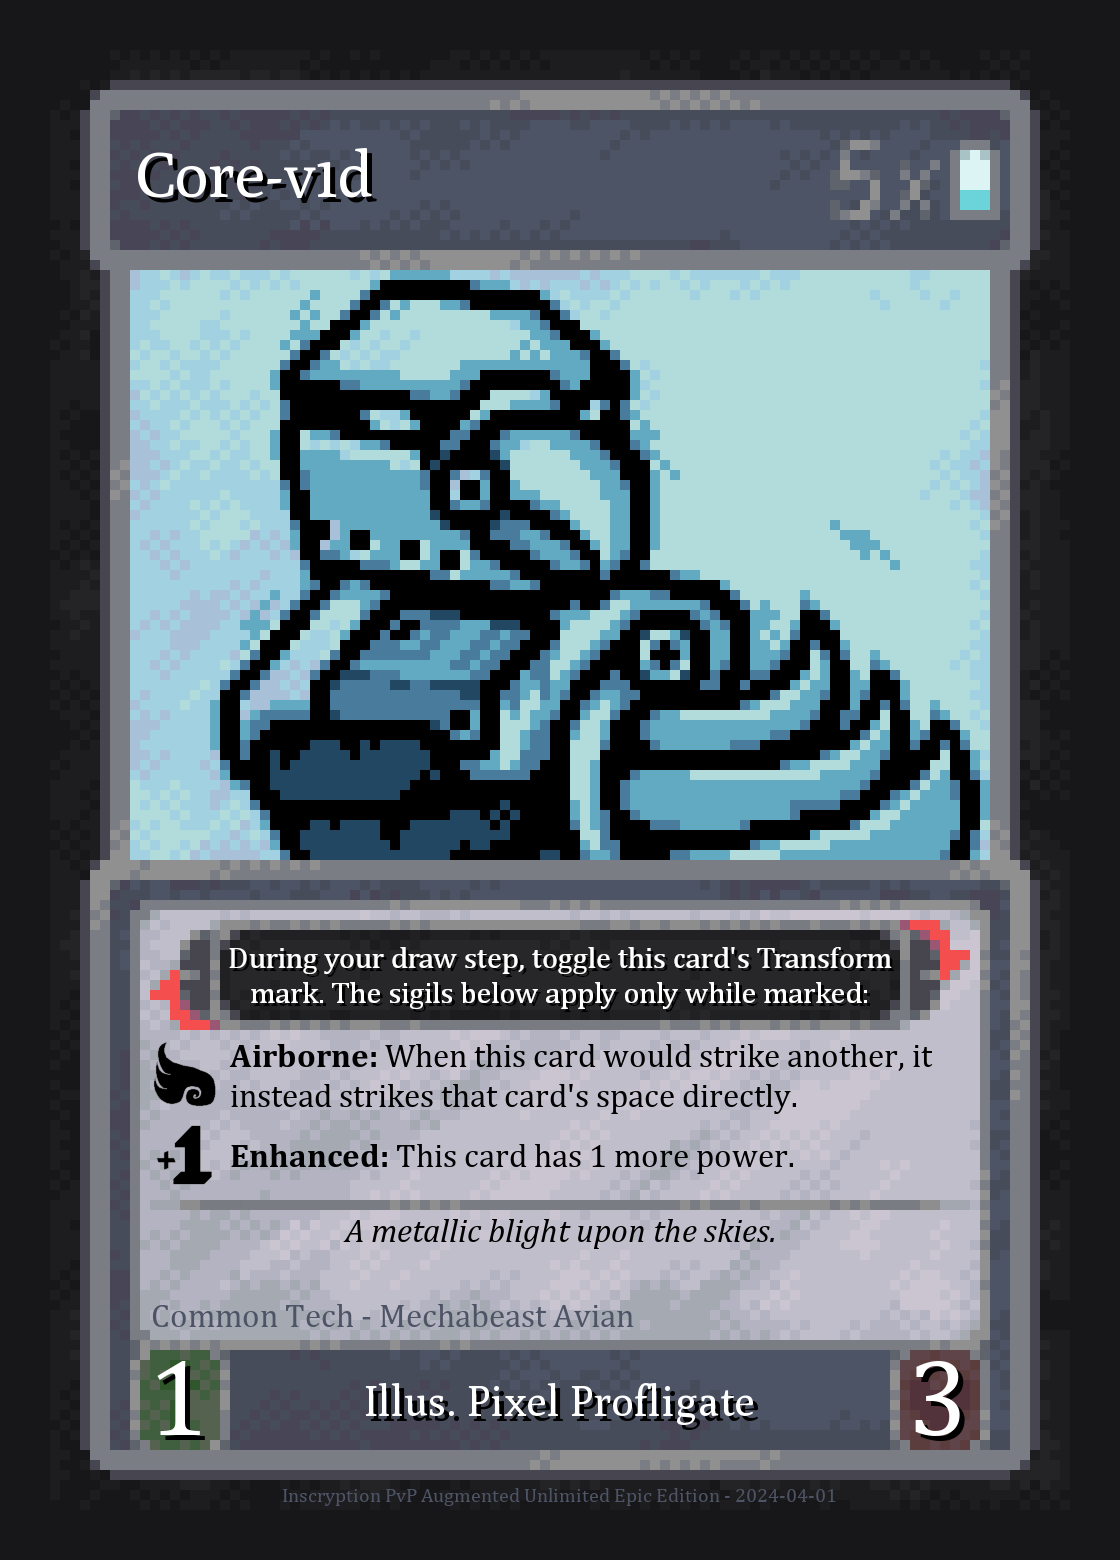 Core-v1d
5x
During your draw step, toggle this card's Transform
mark. The sigils below apply only while marked:
Airborne: When this card would strike another, it
instead strikes that card's space directly.
+1
Enhanced: This card has 1 more power.
A metallic blight upon the skies.
Common Tech - Mechabeast Avian
1
Illus. Pixel Profligate
3
Inscryption PvP Augmented Unlimited Epic Edition - 2024-04-01